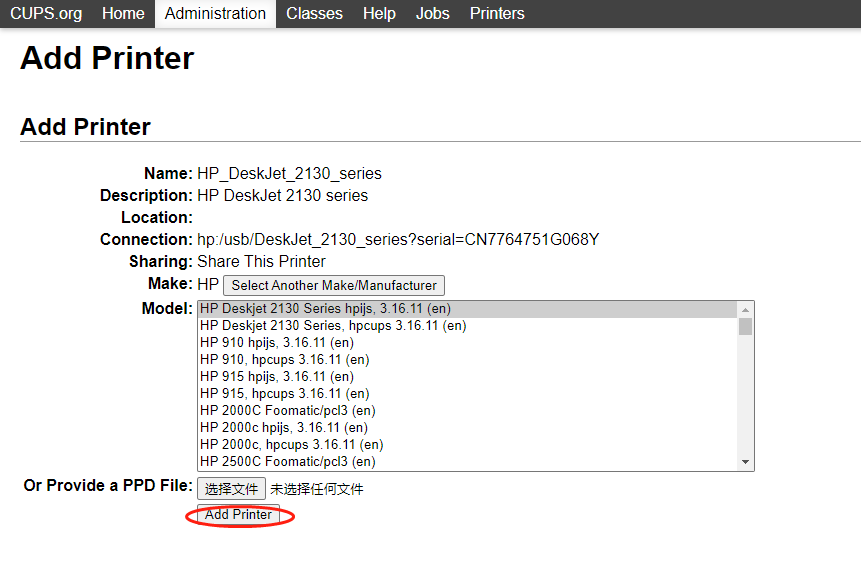 CUPS.org Home Administration Classes Help Jobs Printers
Add Printer
Add Printer
Name: HP_DeskJet_2130_series
Description: HP DeskJet 2130 series
Location:
Connection: hp:/usb/DeskJet_2130_series?serial=CN7764751G068Y
Sharing: Share This Printer
Make: HP Select Another Make/Manufacturer
Model: HP Deskjet 2130 Series hpijs, 3.16.11 (en)
HP Deskjet 2130 Series, hpcups 3.16.11 (en)
HP 910 hpijs, 3.16.11 (en)
HP 910, hpcups 3.16.11 (en)
HP 915 hpijs, 3.16.11 (en)
HP 915, hpcups 3.16.11 (en)
HP 2000C Foomatic/pcl3 (en)
HP 2000c hpijs, 3.16.11 (en)
HP 2000c, hpcups 3.16.11 (en)
HP 2500C Foomatic/pcl3 (en)
Or Provide a PPD File: 选择文件 未选择任何文件
Add Printer